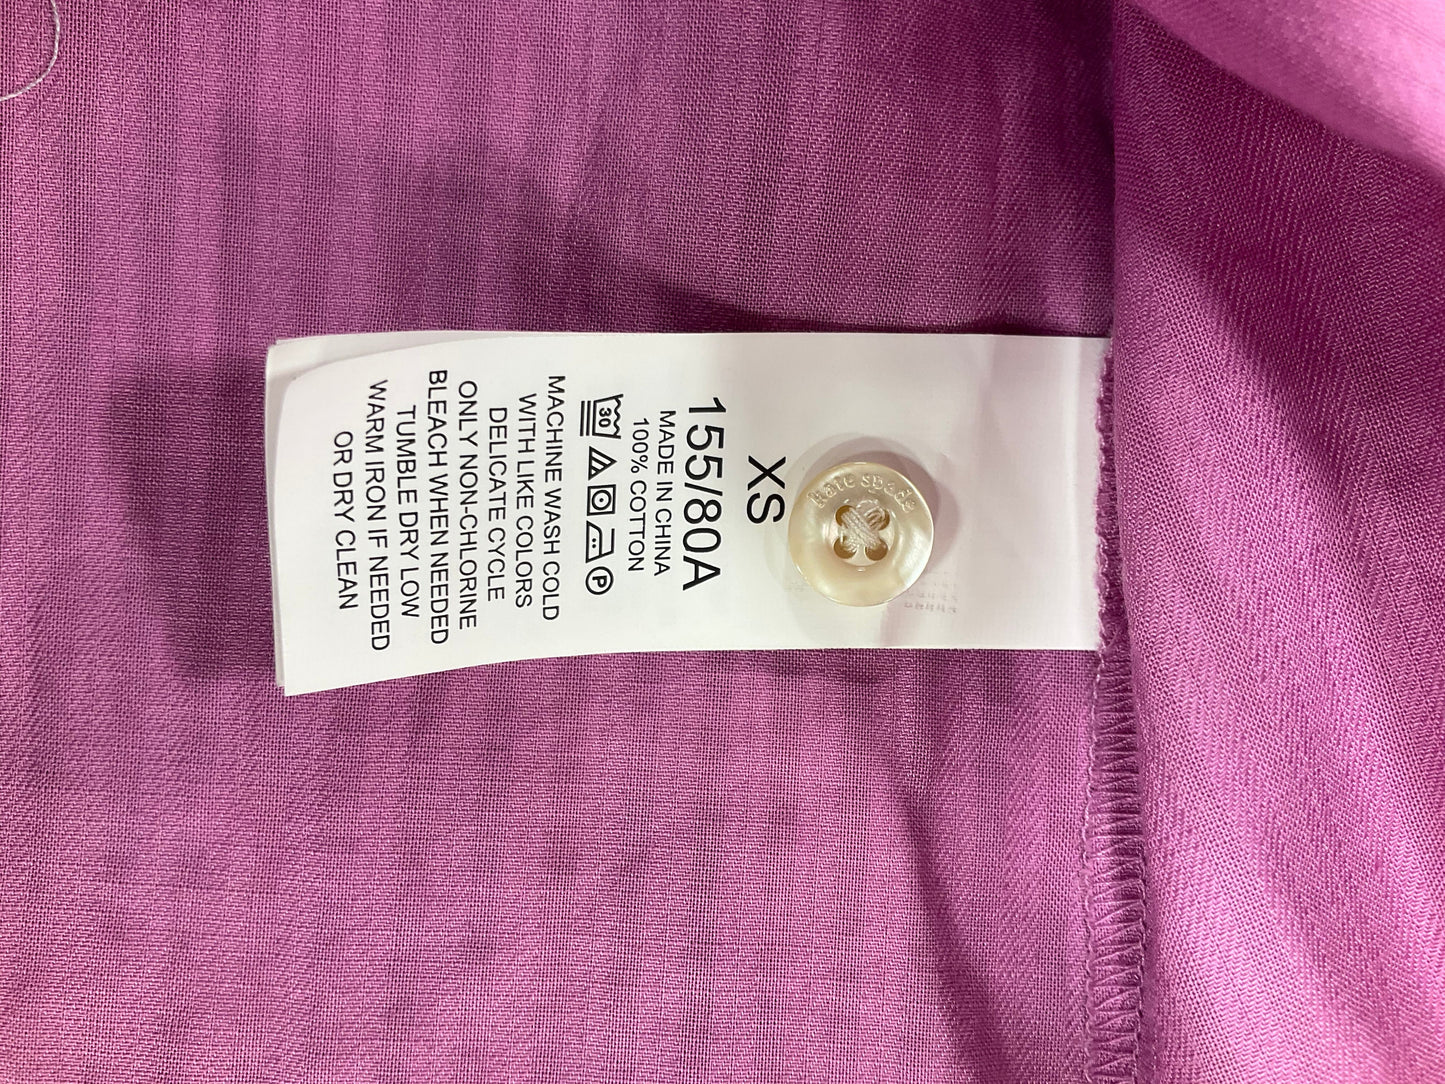 kate spade
XS
155/80A
MADE IN CHINA
100% COTTON
30 P
MACHINE WASH COLD
WITH LIKE COLORS
DELICATE CYCLE
ONLY NON-CHLORINE
BLEACH WHEN NEEDED
TUMBLE DRY LOW
WARM IRON IF NEEDED
OR DRY CLEAN